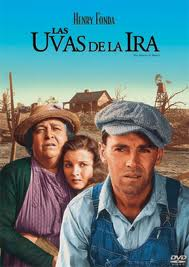 HENRY FONDA
LAS
UVAS DE LA IRA
DVD